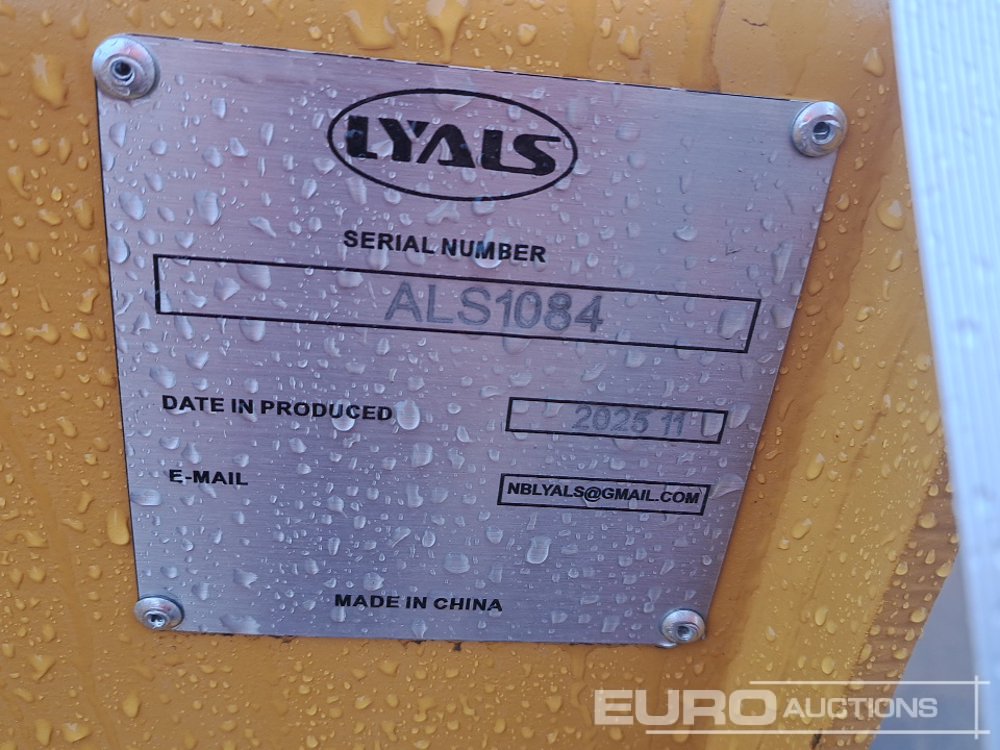 LYALS
SERIAL NUMBER
ALS1084
DATE IN PRODUCED 2025 11
E-MAIL NBLYALS@GMAIL.COM
MADE IN CHINA
EURO AUCTIONS